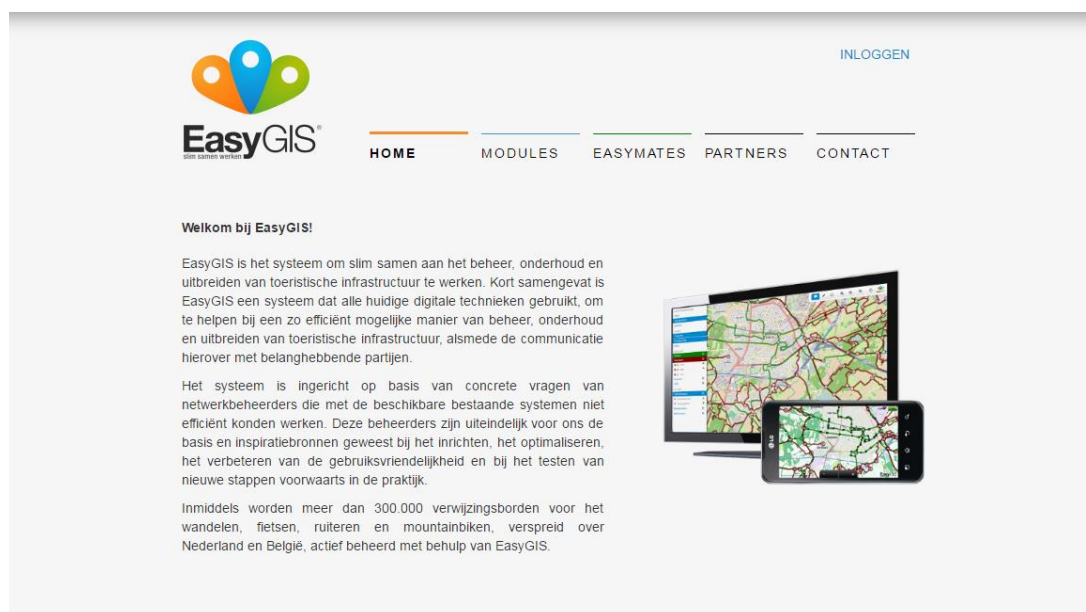 INLOGGEN
EasyGIS®
slim samen werken
HOME MODULES EASYMATES PARTNERS CONTACT
Welkom bij EasyGIS!
EasyGIS is het systeem om slim samen aan het beheer, onderhoud en
uitbreiden van toeristische infrastructuur te werken. Kort samengevat is
EasyGIS een systeem dat alle huidige digitale technieken gebruikt, om
te helpen bij een zo efficiënt mogelijke manier van beheer, onderhoud
en uitbreiden van toeristische infrastructuur, alsmede de communicatie
hierover met belanghebbende partijen.
Het systeem is ingericht op basis van concrete vragen van
netwerkbeheerders die met de beschikbare bestaande systemen niet
efficiënt konden werken. Deze beheerders zijn uiteindelijk voor ons de
basis en inspiratiebronnen geweest bij het inrichten, het optimaliseren,
het verbeteren van de gebruiksvriendelijkheid en bij het testen van
nieuwe stappen voorwaarts in de praktijk.
Inmiddels worden meer dan 300.000 verwijzingsborden voor het
wandelen, fietsen, ruiteren en mountainbiken, verspreid over
Nederland en België, actief beheerd met behulp van EasyGIS.
LG